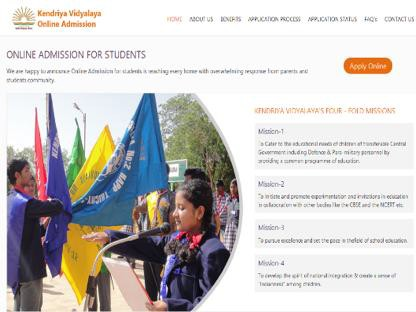 Kendriya Vidyalaya
Online Admission
HOME ABOUT US BENEFITS APPLICATION PROCESS APPLICATION STATUS FAQ's CONTACT US
ONLINE ADMISSION FOR STUDENTS
We are happy to announce Online Admission for students is reaching every home with overwhelming response from parents and
students community.
Apply Online
KENDRIYA VIDYALAYA'S FOUR - FOLD MISSIONS
Mission-1
To Cater to the educational needs of children of transferable Central
Government including Defence & Para-military personnel by
providing a common programme of education.
Mission-2
To initiate and promote experimentation and invitations in education
in collaboration with other bodies like the CBSE and the NCERT etc.
Mission-3
To pursue excellence and set the pace in the field of school education.
Mission-4
To develop the spirit of national integration & create a sense of
"Indianness" among children.